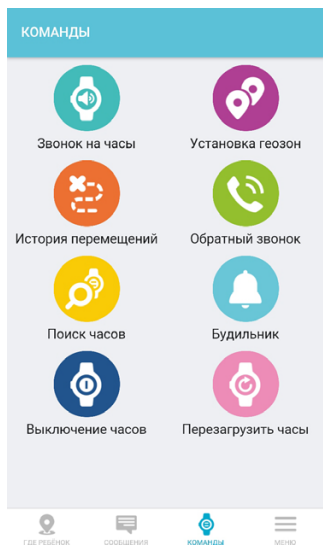 КОМАНДЫ
Звонок на часы
Установка геозон
История перемещений
Обратный звонок
Поиск часов
Будильник
Выключение часов
Перезагрузить часы
ГДЕ РЕБЁНОК
СООБЩЕНИЯ
КОМАНДЫ
МЕНЮ